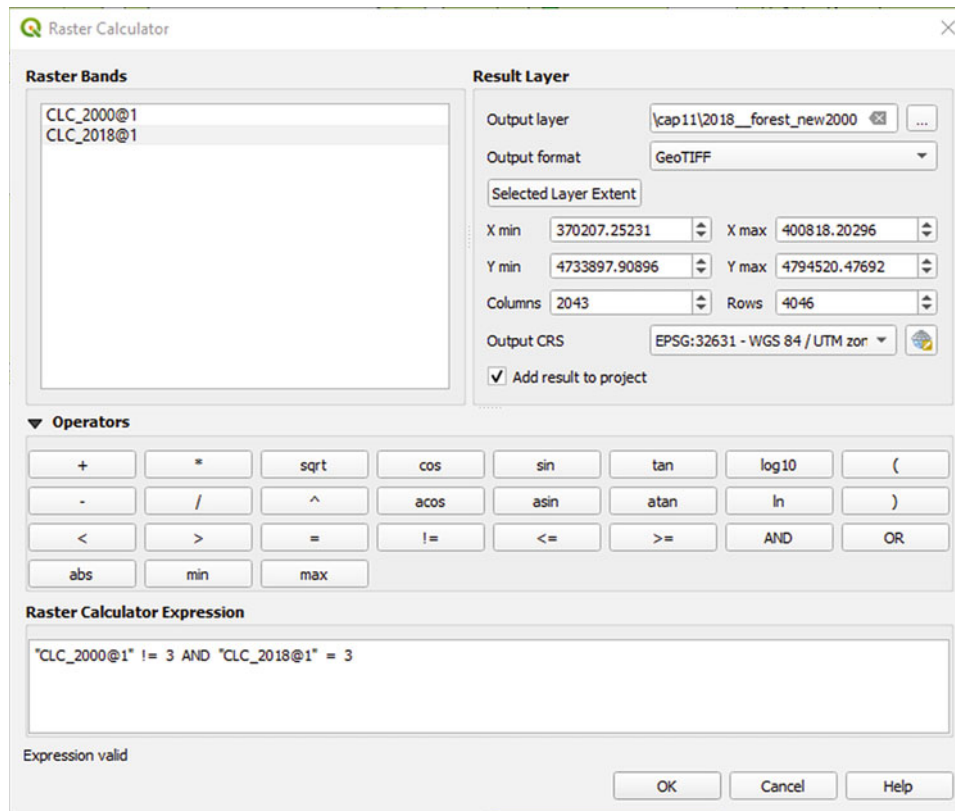 Raster Calculator
Raster Bands
CLC_2000@1
CLC_2018@1
Result Layer
Output layer \cap11\2018__forest_new2000 ...
Output format GeoTIFF
Selected Layer Extent
X min 370207.25231 X max 400818.20296
Y min 4733897.90896 Y max 4794520.47692
Columns 2043 Rows 4046
Output CRS EPSG:32631 - WGS 84 / UTM zor
Add result to project
Operators
+ * sqrt cos sin tan log10 (
- / ^ acos asin atan ln )
< > = != <= >= AND OR
abs min max
Raster Calculator Expression
"CLC_2000@1" != 3 AND "CLC_2018@1" = 3
Expression valid
OK Cancel Help